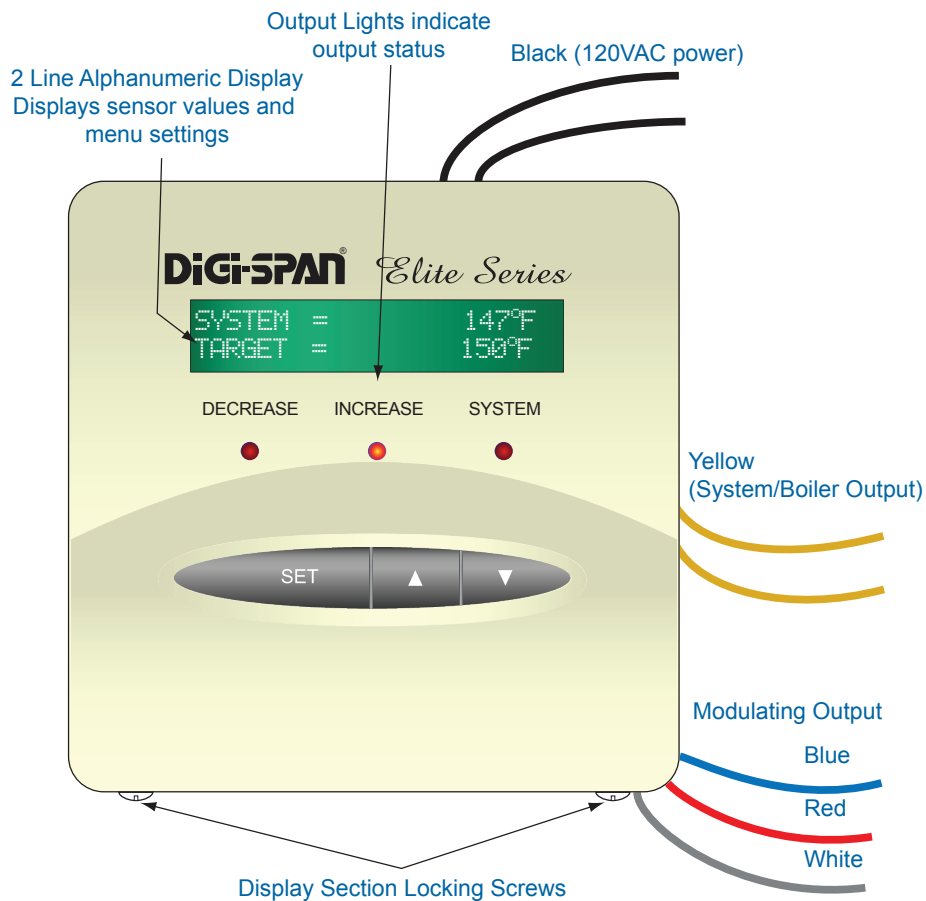 Output Lights indicate
output status
Black (120VAC power)
2 Line Alphanumeric Display
Displays sensor values and
menu settings
DiGi-SPAN® Elite Series
SYSTEM = 147°F
TARGET = 150°F
DECREASE INCREASE SYSTEM
Yellow
(System/Boiler Output)
SET ▲ ▼
Modulating Output
Blue
Red
White
Display Section Locking Screws